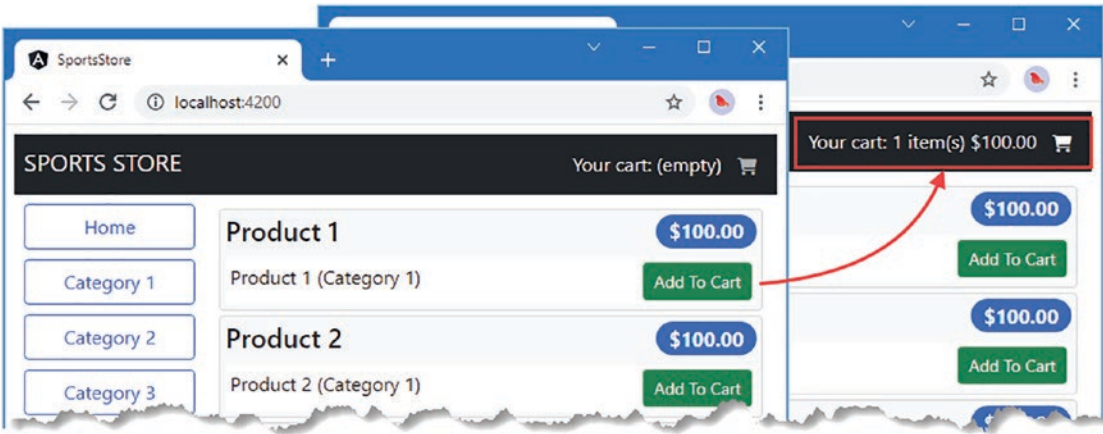 SportsStore
localhost:4200
SPORTS STORE
Your cart: (empty)
Home
Category 1
Category 2
Category 3
Product 1
$100.00
Product 1 (Category 1)
Add To Cart
Product 2
$100.00
Product 2 (Category 1)
Add To Cart
Your cart: 1 item(s) $100.00
$100.00
Add To Cart
$100.00
Add To Cart